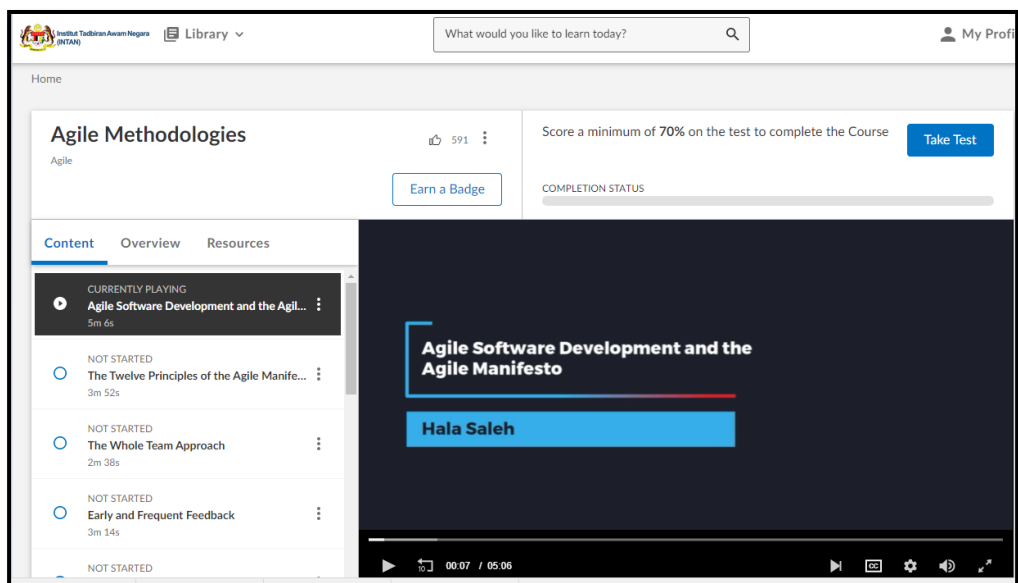 Institut Tadbiran Awam Negara
(INTAN)
Library
What would you like to learn today?
My Profi
Home
Agile Methodologies
591
Agile
Earn a Badge
Score a minimum of 70% on the test to complete the Course
Take Test
COMPLETION STATUS
Content Overview Resources
CURRENTLY PLAYING
Agile Software Development and the Agil...
5m 6s
NOT STARTED
The Twelve Principles of the Agile Manife...
3m 52s
NOT STARTED
The Whole Team Approach
2m 38s
NOT STARTED
Early and Frequent Feedback
3m 14s
NOT STARTED
Agile Software Development and the
Agile Manifesto
Hala Saleh
10
00:07 / 05:06
CC